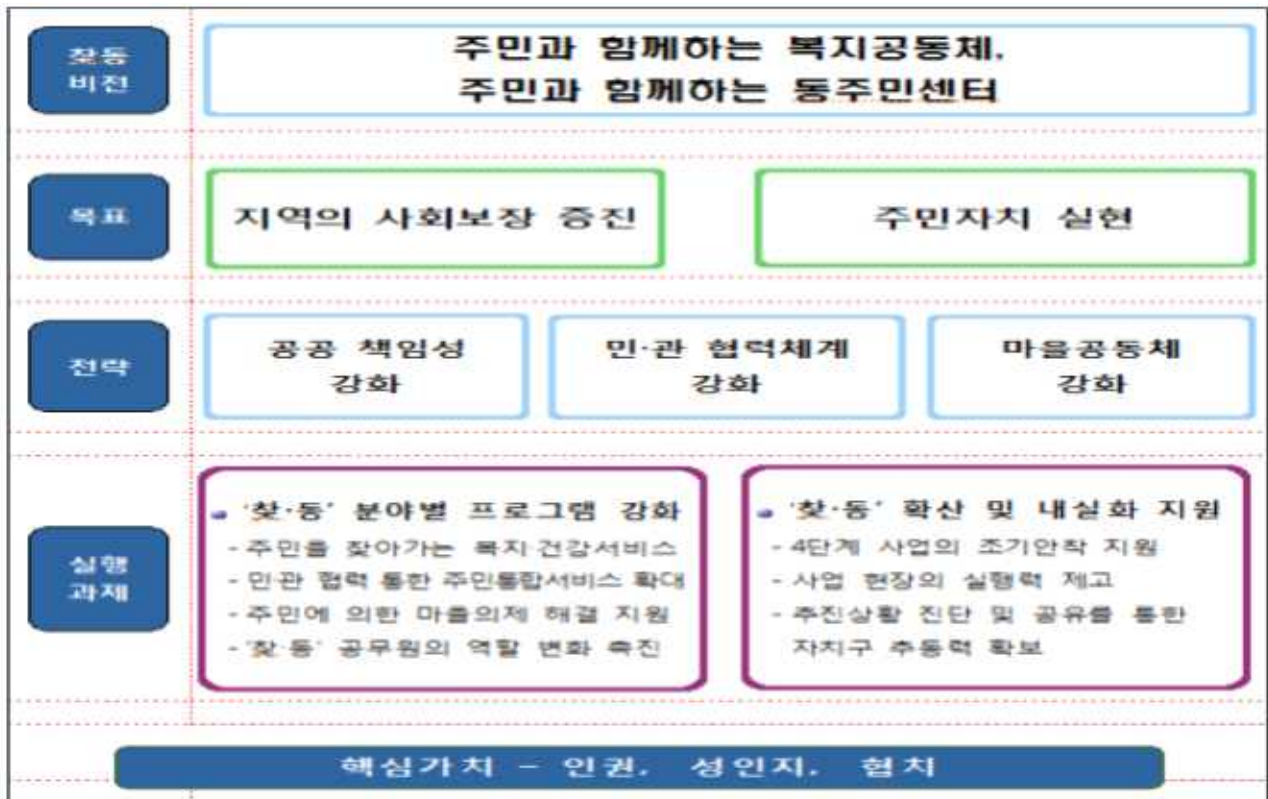 찾동
비전
주민과 함께하는 복지공동체,
주민과 함께하는 동주민센터
목표
지역의 사회보장 증진
주민자치 실현
전략
공공 책임성
강화
민·관 협력체계
강화
마을공동체
강화
실행
과제
'찾·동' 분야별 프로그램 강화
- 주민을 찾아가는 복지·건강서비스
- 민·관 협력 통한 주민통합서비스 확대
- 주민에 의한 마을의제 해결 지원
- '찾·동' 공무원의 역할 변화 촉진
'찾·동' 확산 및 내실화 지원
- 4단계 사업의 조기안착 지원
- 사업 현장의 실행력 제고
- 추진상황 진단 및 공유를 통한
자치구 추동력 확보
핵심가치 - 인권, 성인지, 협치